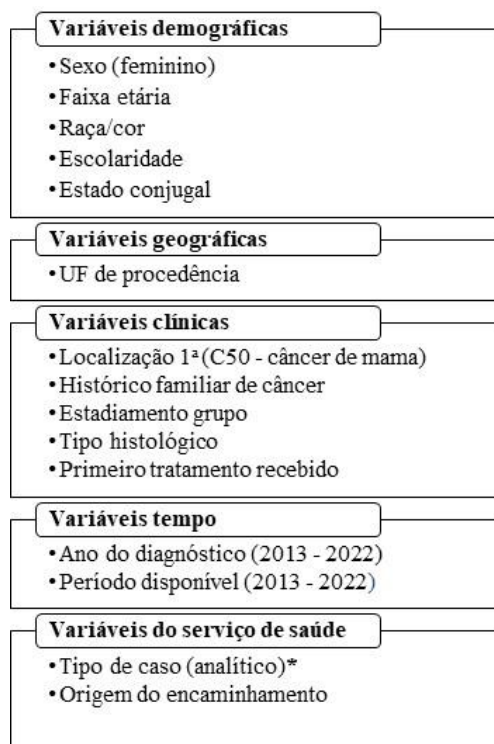 Variáveis demográficas
• Sexo (feminino)
• Faixa etária
• Raça/cor
• Escolaridade
• Estado conjugal
Variáveis geográficas
• UF de procedência
Variáveis clínicas
• Localização 1ª (C50 - câncer de mama)
• Histórico familiar de câncer
• Estadiamento grupo
• Tipo histológico
• Primeiro tratamento recebido
Variáveis tempo
• Ano do diagnóstico (2013 - 2022)
• Período disponível (2013 - 2022)
Variáveis do serviço de saúde
• Tipo de caso (analítico)*
• Origem do encaminhamento